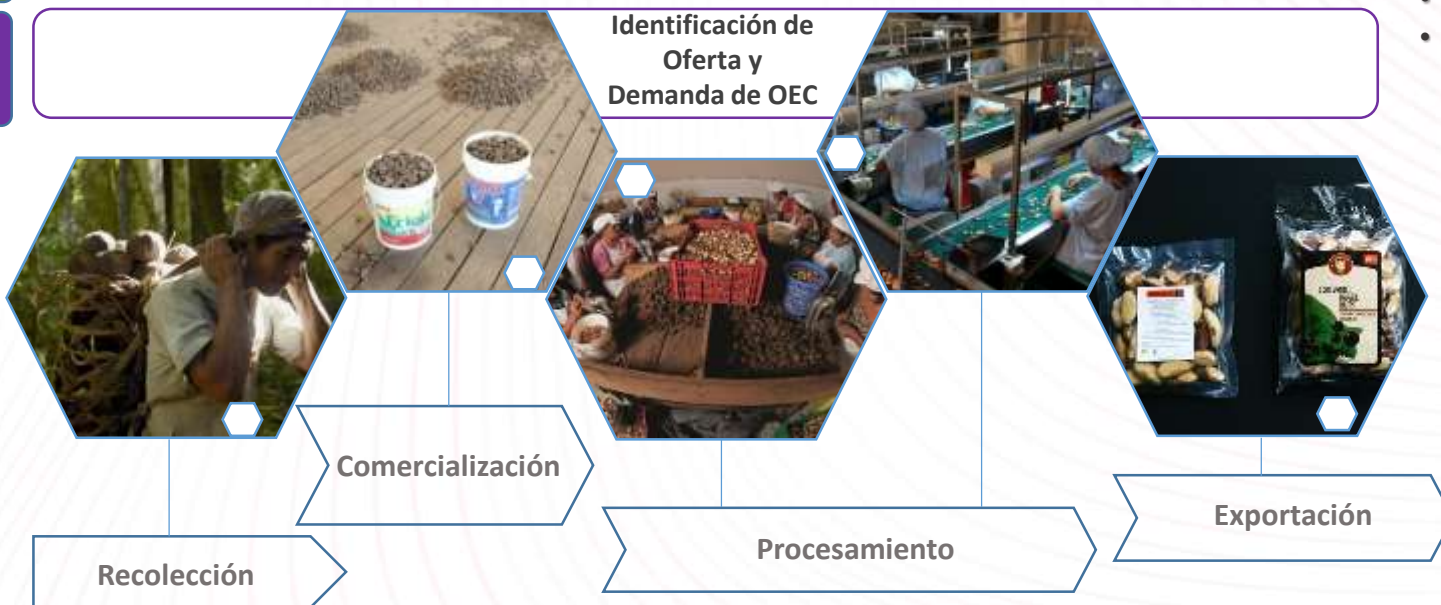 Identificación de
Oferta y
Demanda de OEC
Comercialización
Exportación
Procesamiento
Recolección